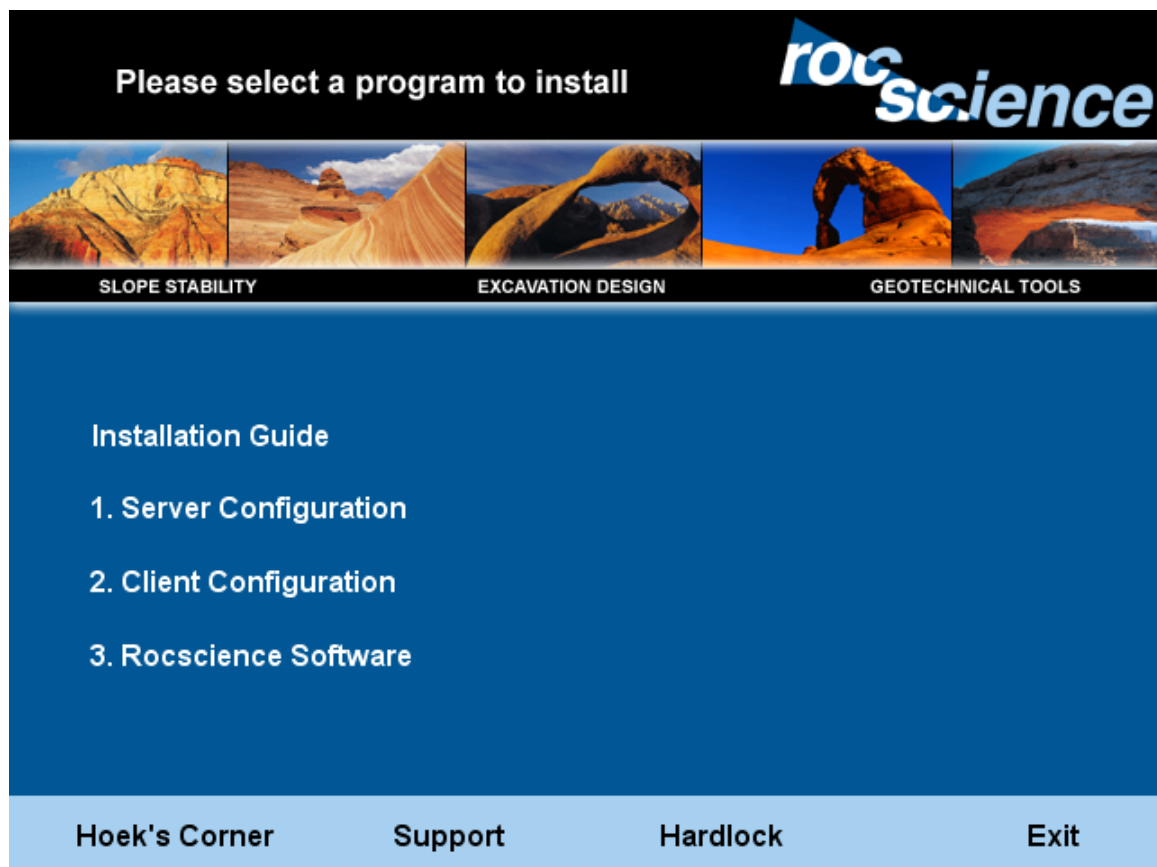 Please select a program to install
rocscience
SLOPE STABILITY
EXCAVATION DESIGN
GEOTECHNICAL TOOLS
Installation Guide
1. Server Configuration
2. Client Configuration
3. Rocscience Software
Hoek's Corner
Support
Hardlock
Exit